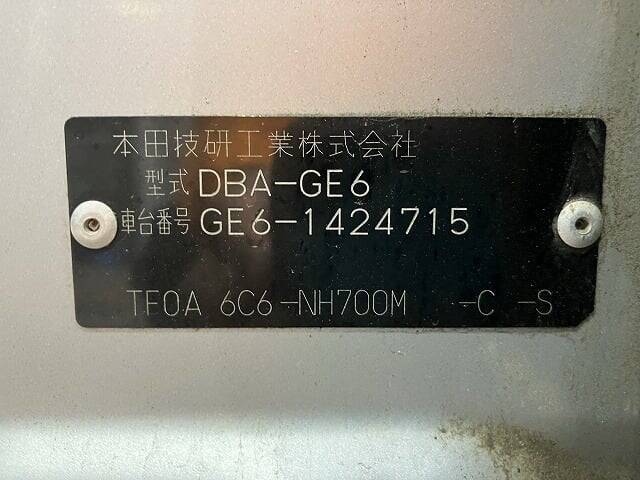 本田技研工業株式会社
型式 DBA-GE6
車台番号 GE6-1424715
TF0A 6C6-NH700M -C -S